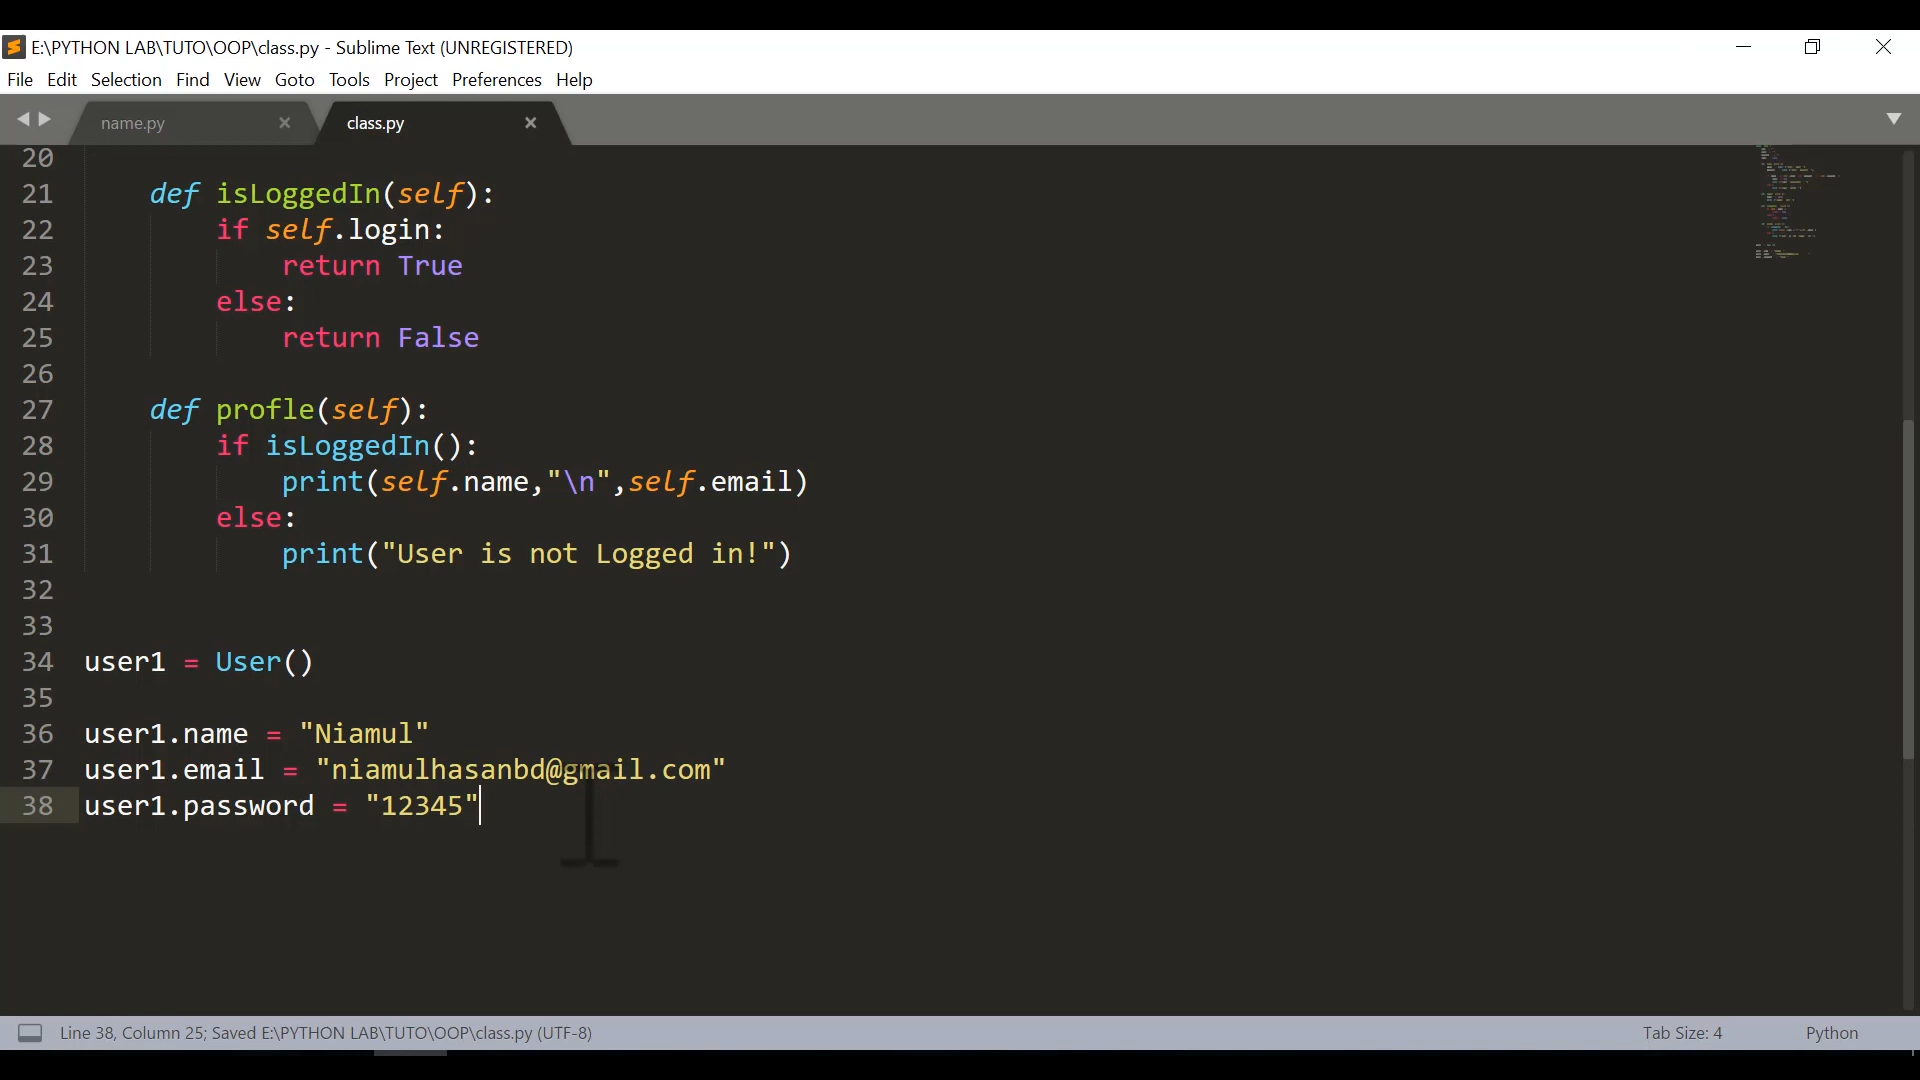 E:\PYTHON LAB\TUTO\OOP\class.py - Sublime Text (UNREGISTERED)
File Edit Selection Find View Goto Tools Project Preferences Help
name.py class.py
20
21 def isLoggedIn(self):
22 if self.login:
23 return True
24 else:
25 return False
26
27 def profle(self):
28 if isLoggedIn():
29 print(self.name,"\n",self.email)
30 else:
31 print("User is not Logged in!")
32
33
34 user1 = User()
35
36 user1.name = "Niamul"
37 user1.email = "niamulhasanbd@gmail.com"
38 user1.password = "12345"
Line 38, Column 25; Saved E:\PYTHON LAB\TUTO\OOP\class.py (UTF-8) Tab Size: 4 Python